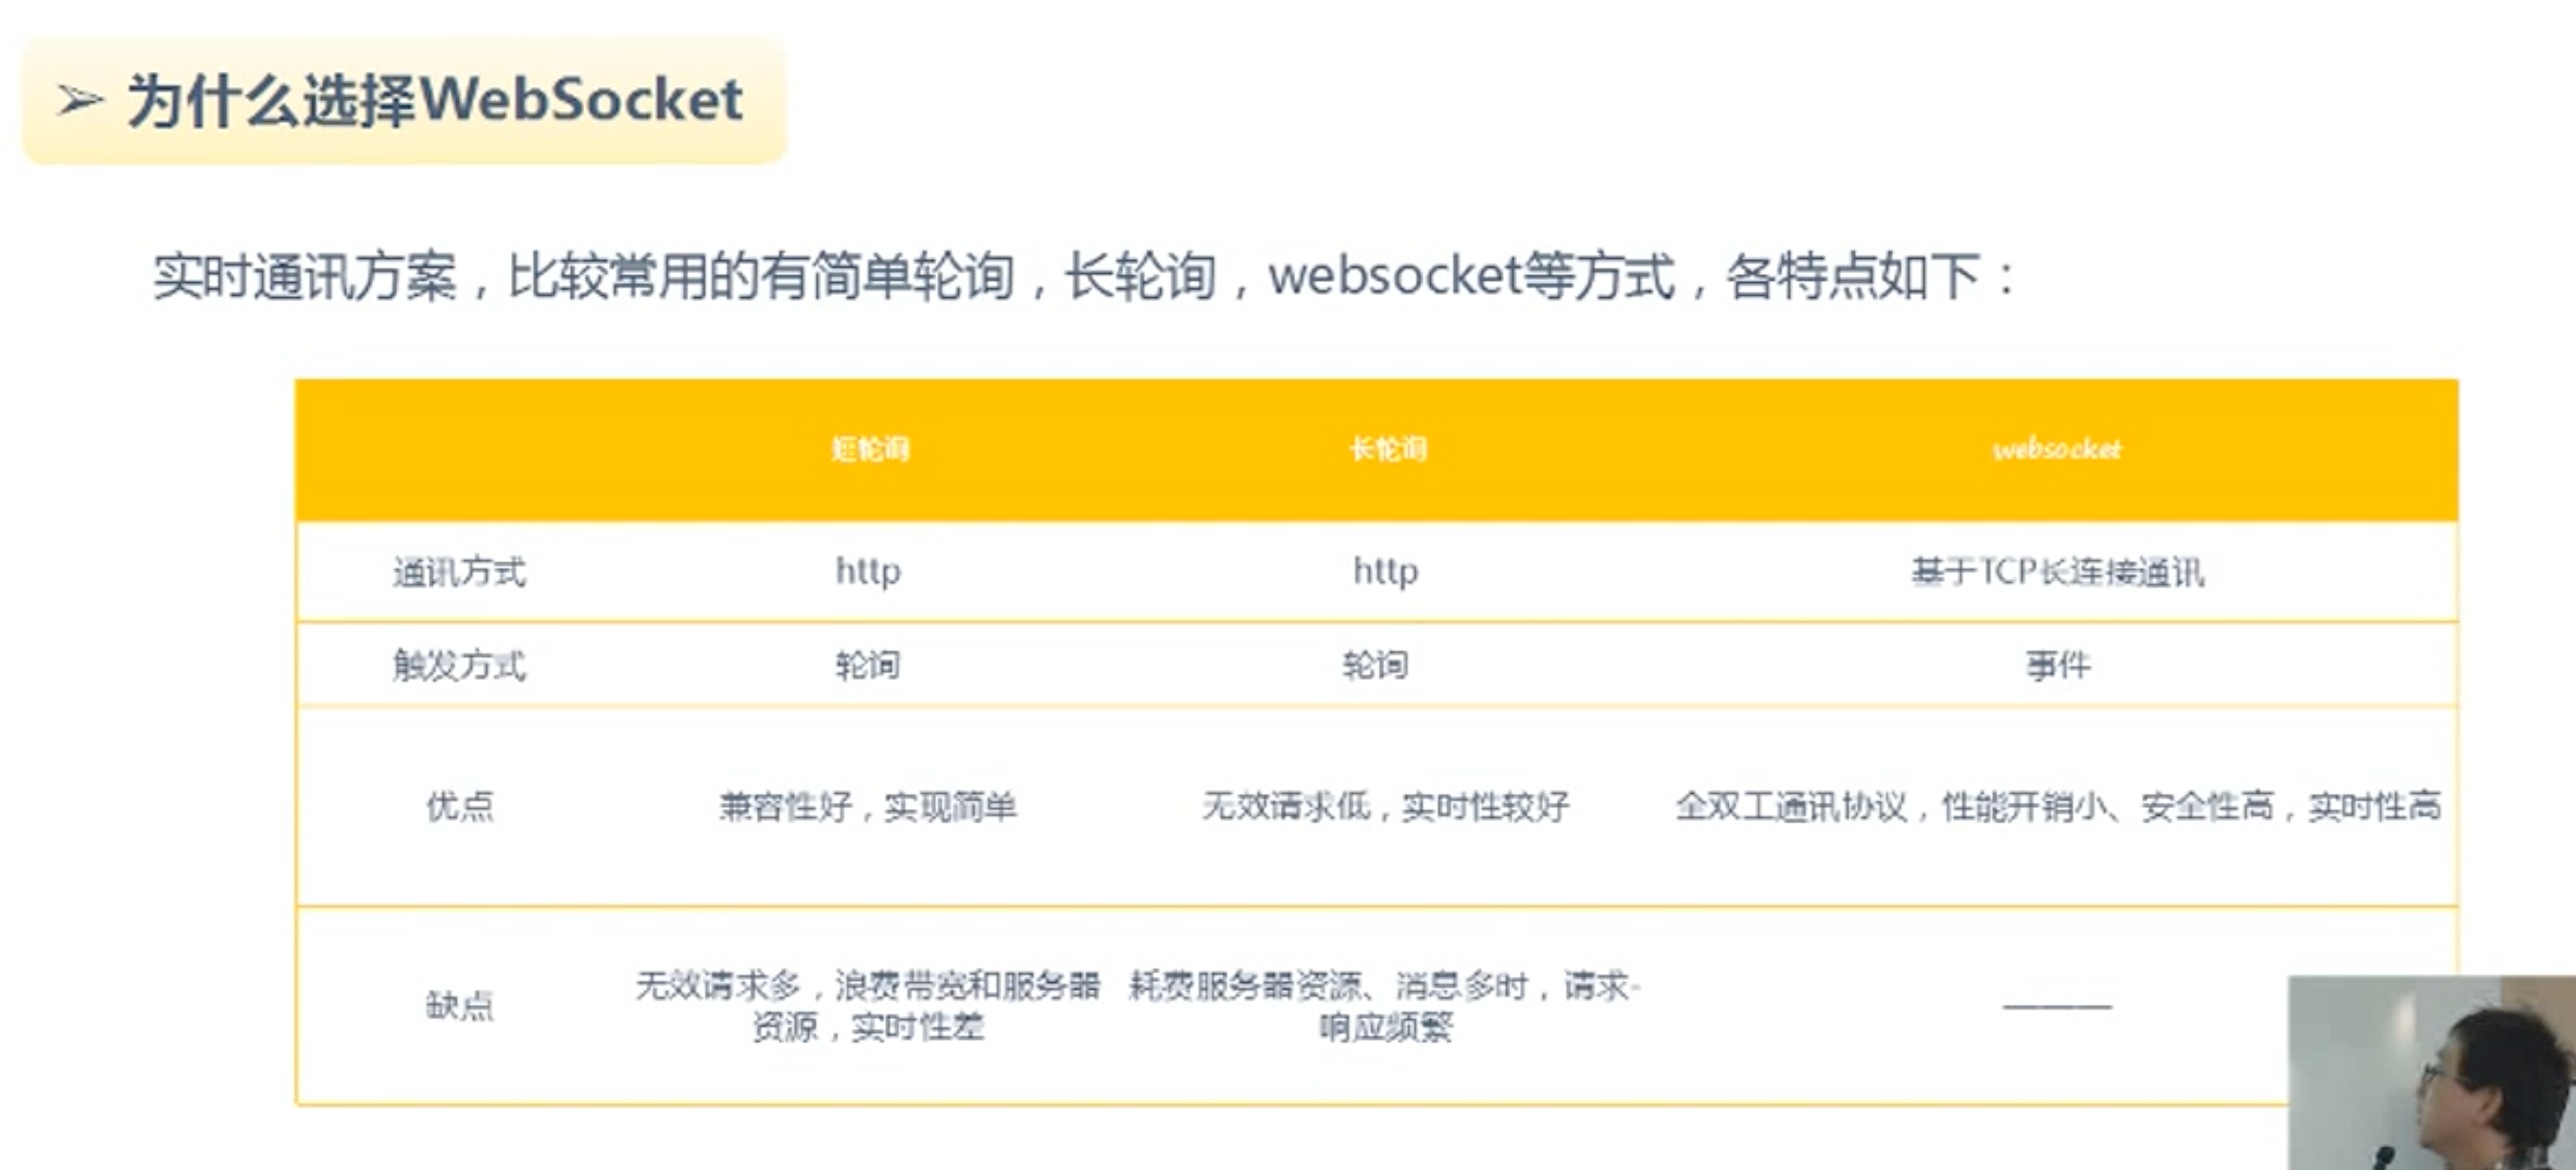 ➢ 为什么选择WebSocket
实时通讯方案，比较常用的有简单轮询，长轮询，websocket等方式，各特点如下：
短轮询 长轮询 websocket
通讯方式 http http 基于TCP长连接通讯
触发方式 轮询 轮询 事件
优点 兼容性好，实现简单 无效请求低，实时性较好 全双工通讯协议，性能开销小、安全性高，实时性高
缺点 无效请求多，浪费带宽和服务器 耗费服务器资源、消息多时，请求- ———
资源，实时性差 响应频繁